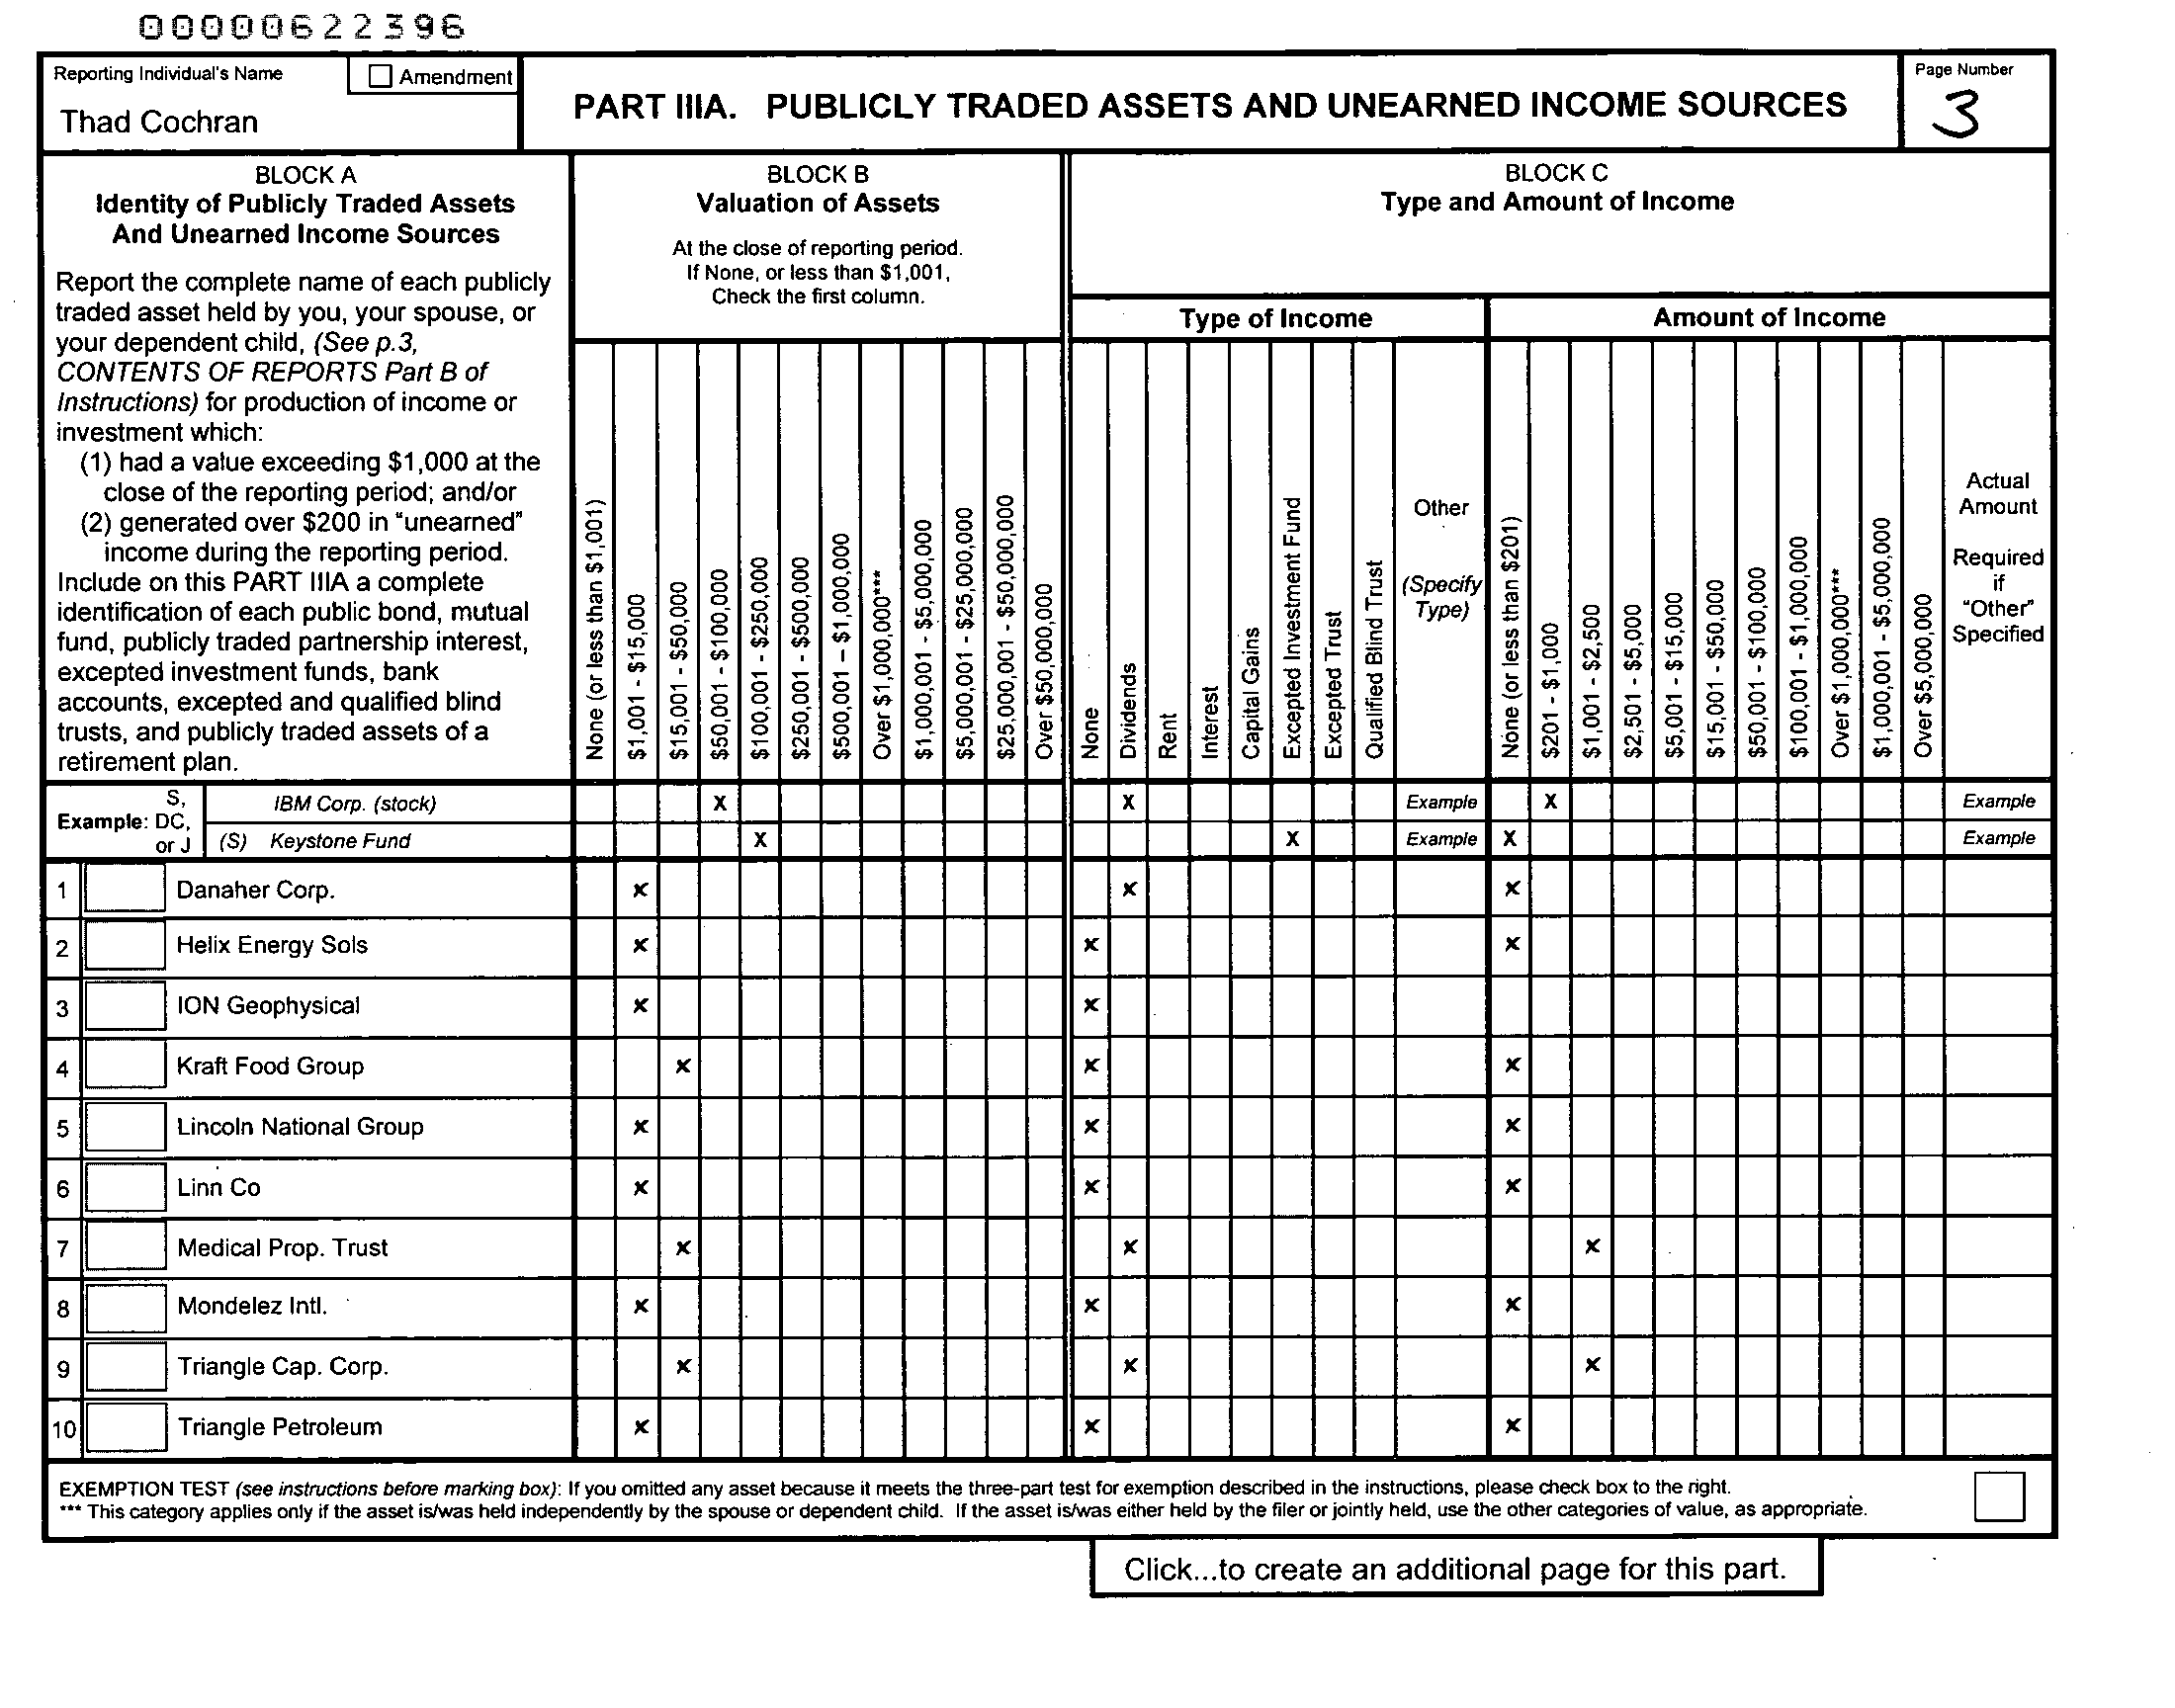 00000622396
Reporting Individual's Name
Amendment
Thad Cochran
PART IIIA. PUBLICLY TRADED ASSETS AND UNEARNED INCOME SOURCES
Page Number
3
BLOCK A
Identity of Publicly Traded Assets
And Unearned Income Sources
Report the complete name of each publicly
traded asset held by you, your spouse, or
your dependent child, (See p.3,
CONTENTS OF REPORTS Part B of
Instructions) for production of income or
investment which:
(1) had a value exceeding $1,000 at the
close of the reporting period; and/or
(2) generated over $200 in "unearned"
income during the reporting period.
Include on this PART IIIA a complete
identification of each public bond, mutual
fund, publicly traded partnership interest,
excepted investment funds, bank
accounts, excepted and qualified blind
trusts, and publicly traded assets of a
retirement plan.
BLOCK B
Valuation of Assets
At the close of reporting period.
If None, or less than $1,001,
Check the first column.
None (or less than $1,001)
$1,001 - $15,000
$15,001 - $50,000
$50,001 - $100,000
$100,001 - $250,000
$250,001 - $500,000
$500,001 – $1,000,000
Over $1,000,000***
$1,000,001 - $5,000,000
$5,000,001 - $25,000,000
$25,000,001 - $50,000,000
Over $50,000,000
BLOCK C
Type and Amount of Income
Type of Income
None
Dividends
Rent
Interest
Capital Gains
Excepted Investment Fund
Excepted Trust
Qualified Blind Trust
Other
(Specify
Type)
Amount of Income
None (or less than $201)
$201 - $1,000
$1,001 - $2,500
$2,501 - $5,000
$5,001 - $15,000
$15,001 - $50,000
$50,001 - $100,000
$100,001 - $1,000,000
Over $1,000,000***
$1,000,001 - $5,000,000
Over $5,000,000
Actual
Amount
Required
if
"Other"
Specified
Example: S, DC, or J
IBM Corp. (stock) X X Example X Example
(S) Keystone Fund X X Example X Example
1 Danaher Corp. x x x
2 Helix Energy Sols x x x
3 ION Geophysical x x
4 Kraft Food Group x x x
5 Lincoln National Group x x x
6 Linn Co x x x
7 Medical Prop. Trust x x x
8 Mondelez Intl. x x x
9 Triangle Cap. Corp. x x x
10 Triangle Petroleum x x x
EXEMPTION TEST (see instructions before marking box): If you omitted any asset because it meets the three-part test for exemption described in the instructions, please check box to the right.
*** This category applies only if the asset is/was held independently by the spouse or dependent child. If the asset is/was either held by the filer or jointly held, use the other categories of value, as appropriate.
Click...to create an additional page for this part.